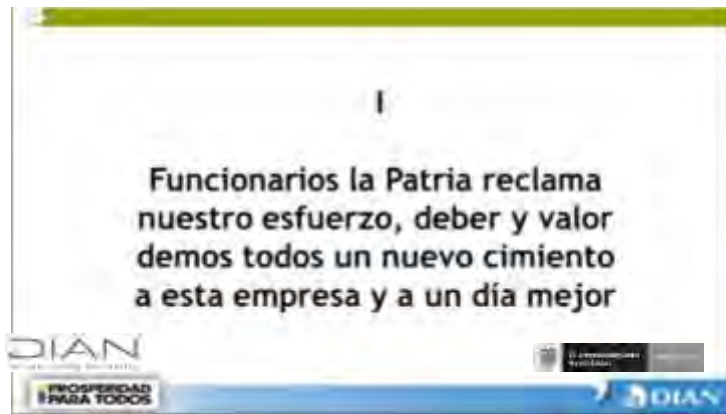 I
Funcionarios la Patria reclama
nuestro esfuerzo, deber y valor
demos todos un nuevo cimiento
a esta empresa y a un día mejor
DIAN
PROSPERIDAD
PARA TODOS
DIAN